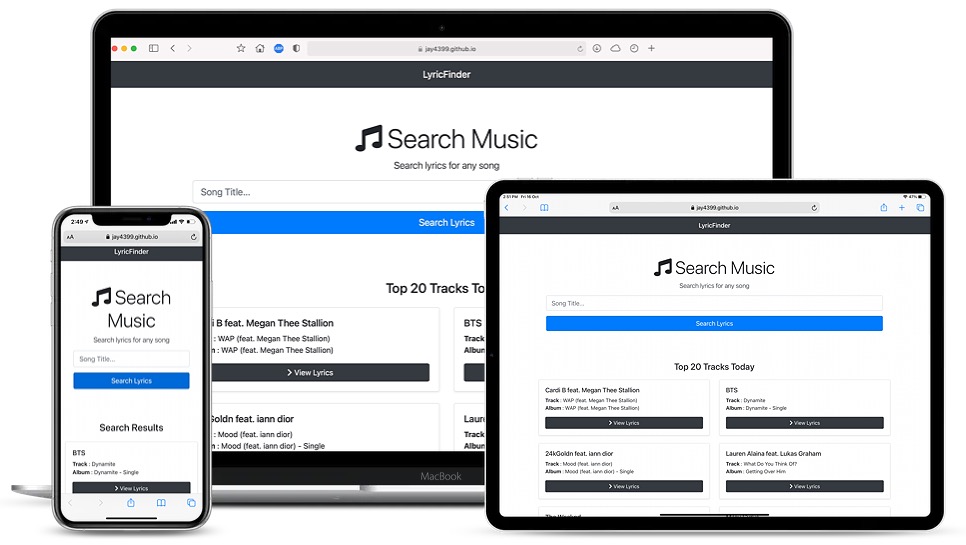 jay4399.github.io
LyricFinder
Search Music
Search lyrics for any song
Song Title...
Search Lyrics
Top 20 Tracks To
i B feat. Megan Thee Stallion
: WAP (feat. Megan Thee Stallion)
m : WAP (feat. Megan Thee Stallion)
View Lyrics
BTS
Track
Albun
Goldn feat. iann dior
: Mood (feat. iann dior)
m : Mood (feat. iann dior) - Single
Laure
Track
Album
MacBook
2:49
AA jay4399.github.io
LyricFinder
Search
Music
Search lyrics for any song
Song Title...
Search Lyrics
Search Results
BTS
Track : Dynamite
Album : Dynamite - Single
View Lyrics
2:51 PM Fri 16 Oct
47%
AA jay4399.github.io
LyricFinder
Search Music
Search lyrics for any song
Song Title...
Search Lyrics
Top 20 Tracks Today
Cardi B feat. Megan Thee Stallion
Track : WAP (feat. Megan Thee Stallion)
Album : WAP (feat. Megan Thee Stallion)
View Lyrics
BTS
Track : Dynamite
Album : Dynamite - Single
View Lyrics
24kGoldn feat. iann dior
Track : Mood (feat. iann dior)
Album : Mood (feat. iann dior) - Single
View Lyrics
Lauren Alaina feat. Lukas Graham
Track : What Do You Think Of?
Album : Getting Over Him
View Lyrics